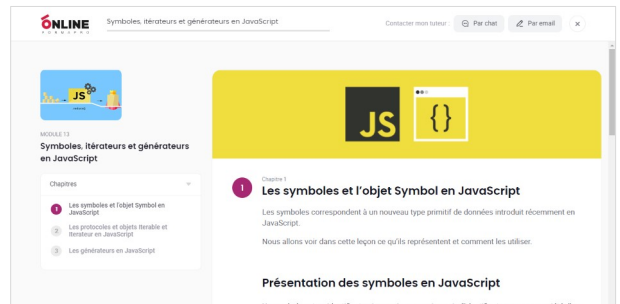 ONLINE
FORMAPRO
Symboles, itérateurs et générateurs en JavaScript
Contacter mon tuteur :
Par chat
Par email
JS
MODULE 13
Symboles, itérateurs et générateurs
en JavaScript
Chapitres
1 Les symboles et l'objet Symbol en
JavaScript
2 Les protocoles et objets Iterable et
Iterateur en JavaScript
3 Les générateurs en JavaScript
JS {}
Chapitre 1
1 Les symboles et l'objet Symbol en JavaScript
Les symboles correspondent à un nouveau type primitif de données introduit récemment en
JavaScript.
Nous allons voir dans cette leçon ce qu'ils représentent et comment les utiliser.
Présentation des symboles en JavaScript